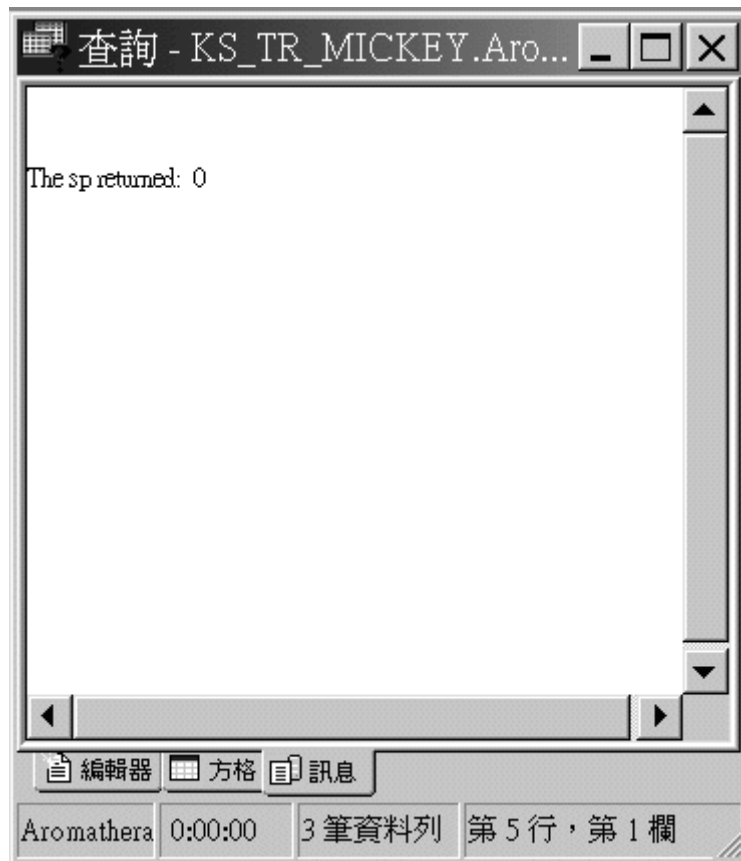 查詢 - KS_TR_MICKEY.Aro...
The sp returned: 0
編輯器 方格 訊息
Aromathera 0:00:00 3 筆資料列 第 5 行，第 1 欄